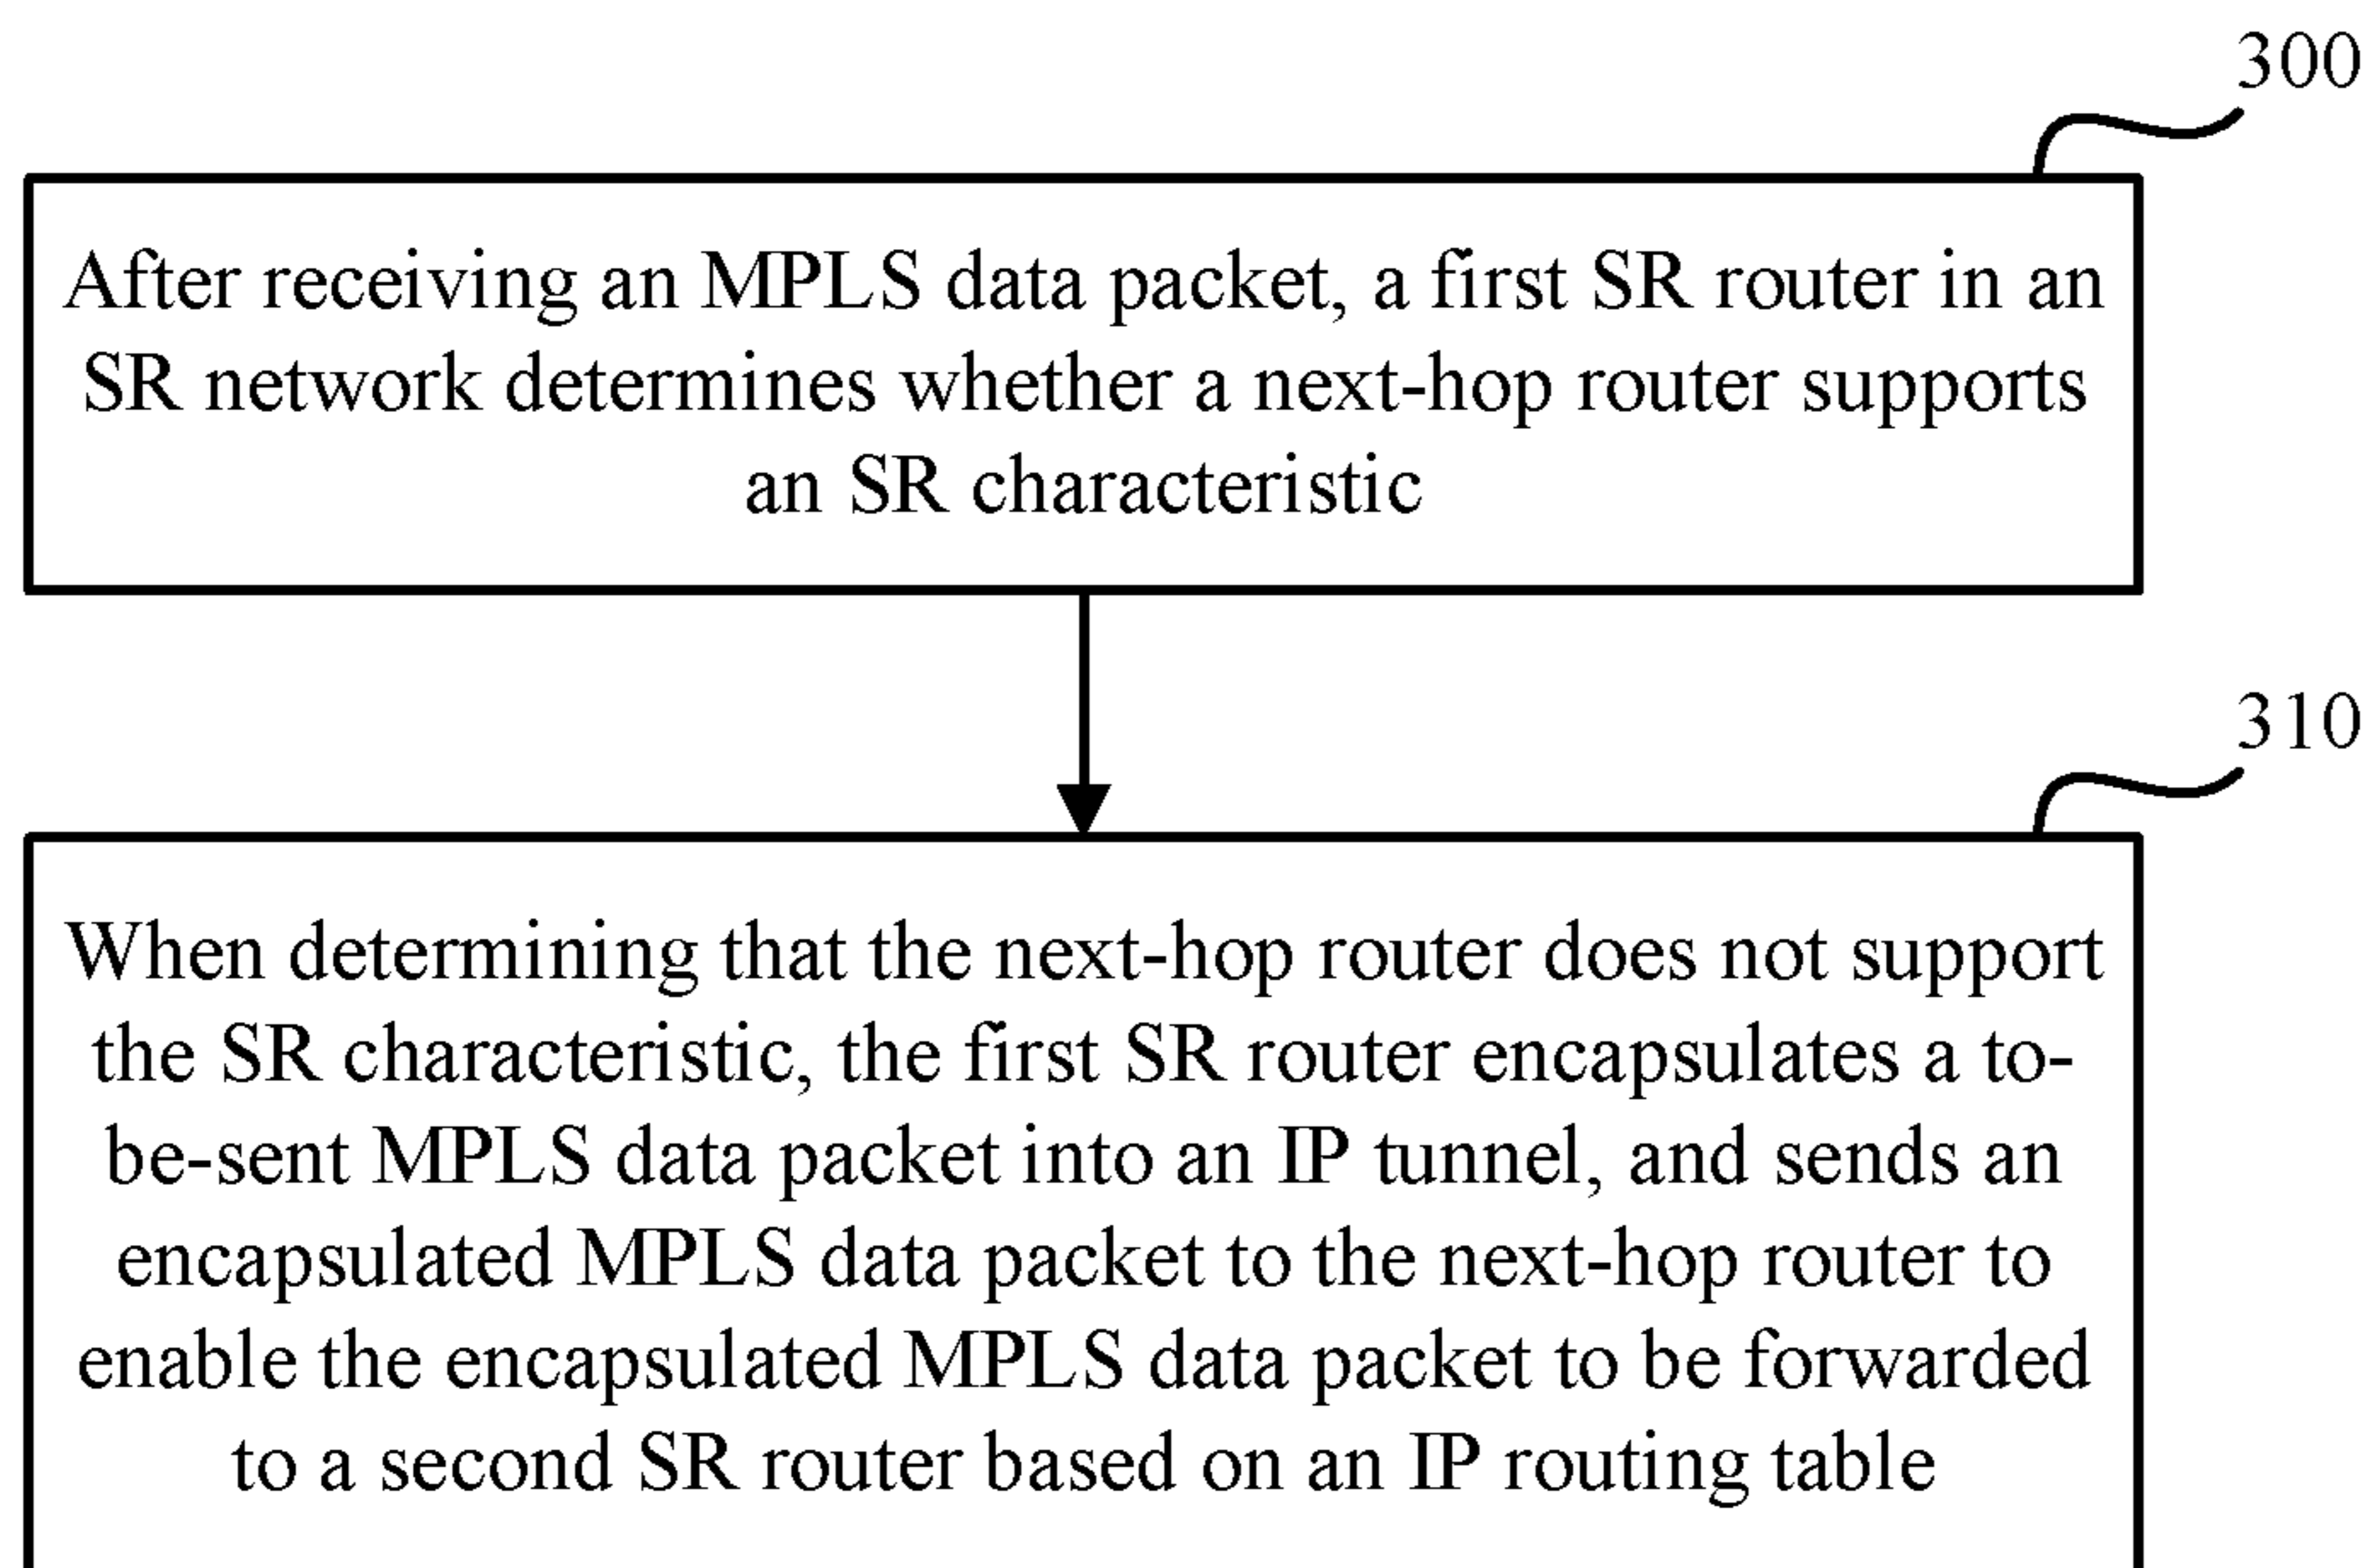 300
After receiving an MPLS data packet, a first SR router in an
SR network determines whether a next-hop router supports
an SR characteristic
310
When determining that the next-hop router does not support
the SR characteristic, the first SR router encapsulates a to-
be-sent MPLS data packet into an IP tunnel, and sends an
encapsulated MPLS data packet to the next-hop router to
enable the encapsulated MPLS data packet to be forwarded
to a second SR router based on an IP routing table